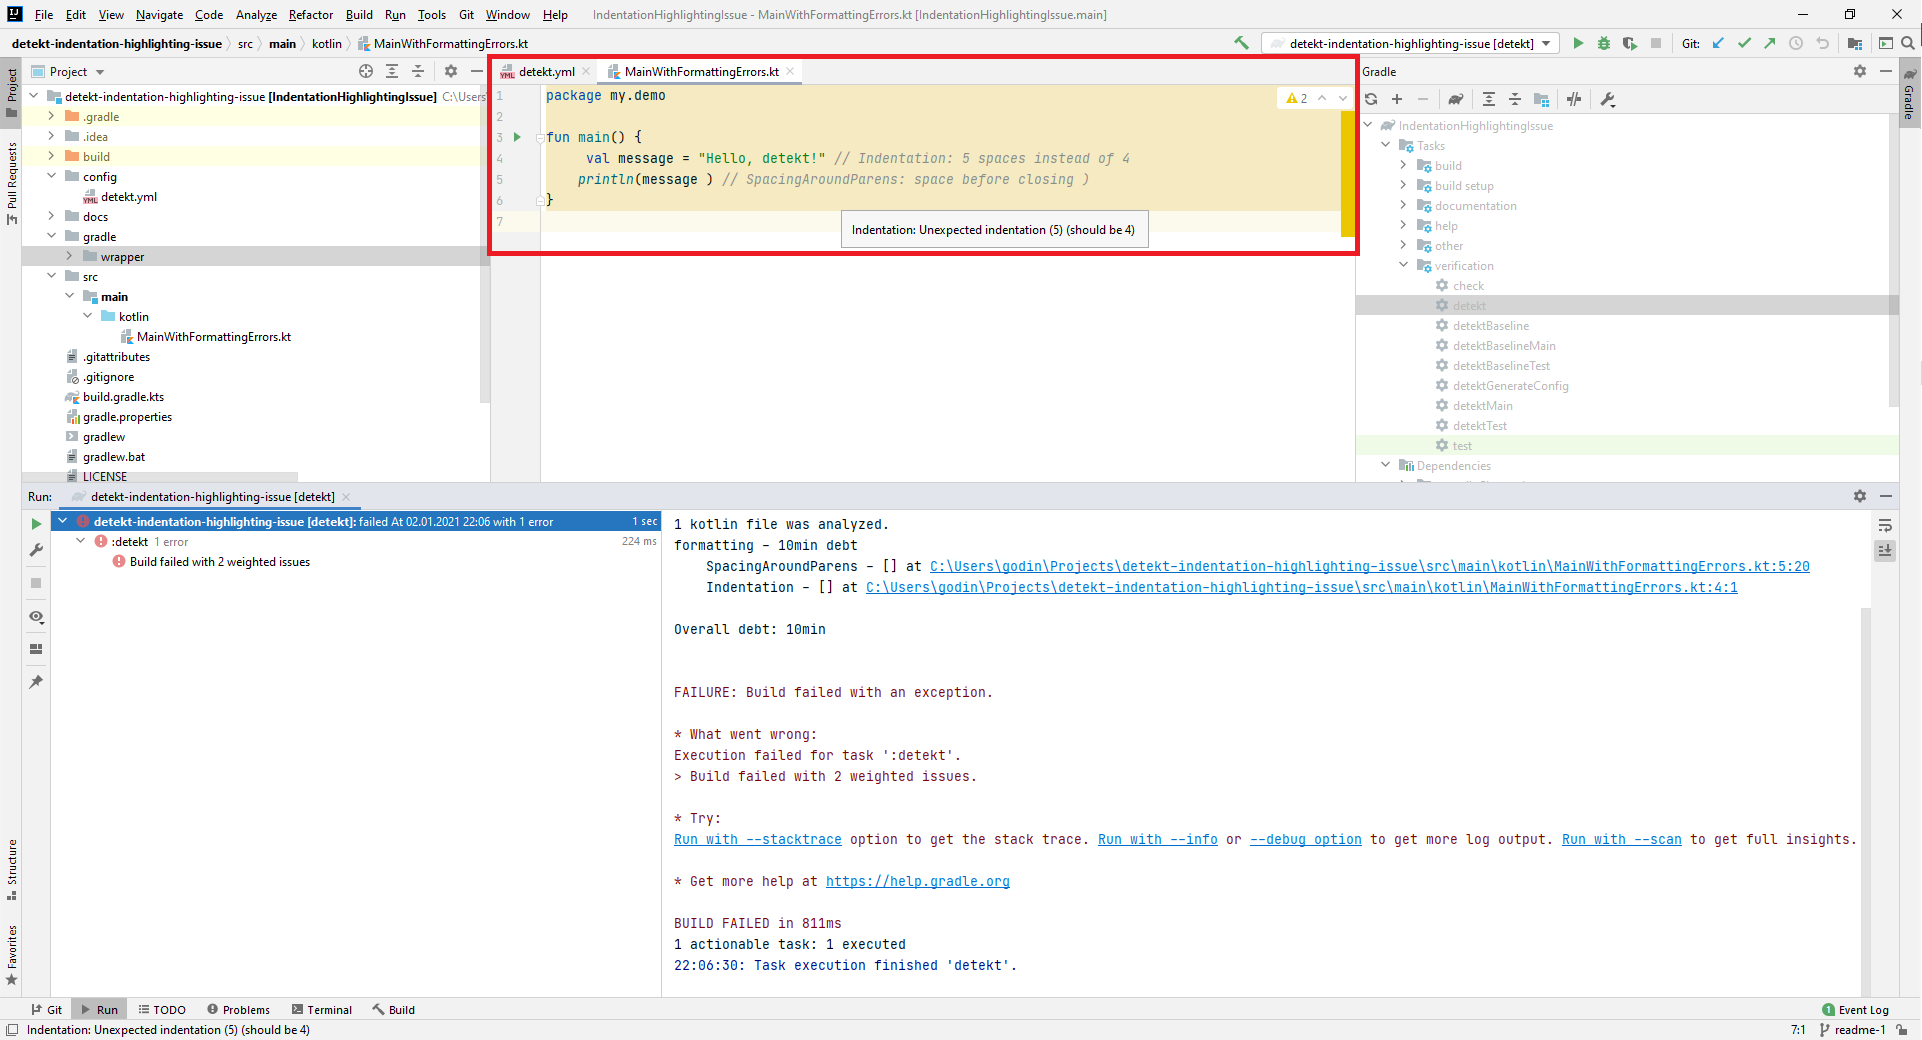 File Edit View Navigate Code Analyze Refactor Build Run Tools Git Window Help IndentationHighlightingIssue - MainWithFormattingErrors.kt [IndentationHighlightingIssue.main]
detekt-indentation-highlighting-issue src main kotlin MainWithFormattingErrors.kt
detekt-indentation-highlighting-issue [detekt] Git:
Project
Pull Requests
Structure
Favorites
Project
detekt-indentation-highlighting-issue [IndentationHighlightingIssue] C:\Users\
.gradle
.idea
build
config
detekt.yml
docs
gradle
wrapper
src
main
kotlin
MainWithFormattingErrors.kt
.gitattributes
.gitignore
build.gradle.kts
gradle.properties
gradlew
gradlew.bat
LICENSE
detekt.yml MainWithFormattingErrors.kt
1 package my.demo
2
3 fun main() {
4 val message = "Hello, detekt!" // Indentation: 5 spaces instead of 4
5 println(message ) // SpacingAroundParens: space before closing )
6 }
7
2
Indentation: Unexpected indentation (5) (should be 4)
Gradle
Gradle
IndentationHighlightingIssue
Tasks
build
build setup
documentation
help
other
verification
check
detekt
detektBaseline
detektBaselineMain
detektBaselineTest
detektGenerateConfig
detektMain
detektTest
test
Dependencies
Run: detekt-indentation-highlighting-issue [detekt]
detekt-indentation-highlighting-issue [detekt]: failed At 02.01.2021 22:06 with 1 error 1 sec
:detekt 1 error 224 ms
Build failed with 2 weighted issues
1 kotlin file was analyzed.
formatting - 10min debt
SpacingAroundParens - [] at C:\Users\godin\Projects\detekt-indentation-highlighting-issue\src\main\kotlin\MainWithFormattingErrors.kt:5:20
Indentation - [] at C:\Users\godin\Projects\detekt-indentation-highlighting-issue\src\main\kotlin\MainWithFormattingErrors.kt:4:1
Overall debt: 10min
FAILURE: Build failed with an exception.
* What went wrong:
Execution failed for task ':detekt'.
> Build failed with 2 weighted issues.
* Try:
Run with --stacktrace option to get the stack trace. Run with --info or --debug option to get more log output. Run with --scan to get full insights.
* Get more help at https://help.gradle.org
BUILD FAILED in 811ms
1 actionable task: 1 executed
22:06:30: Task execution finished 'detekt'.
Git Run TODO Problems Terminal Build 1 Event Log
Indentation: Unexpected indentation (5) (should be 4) 7:1 readme-1